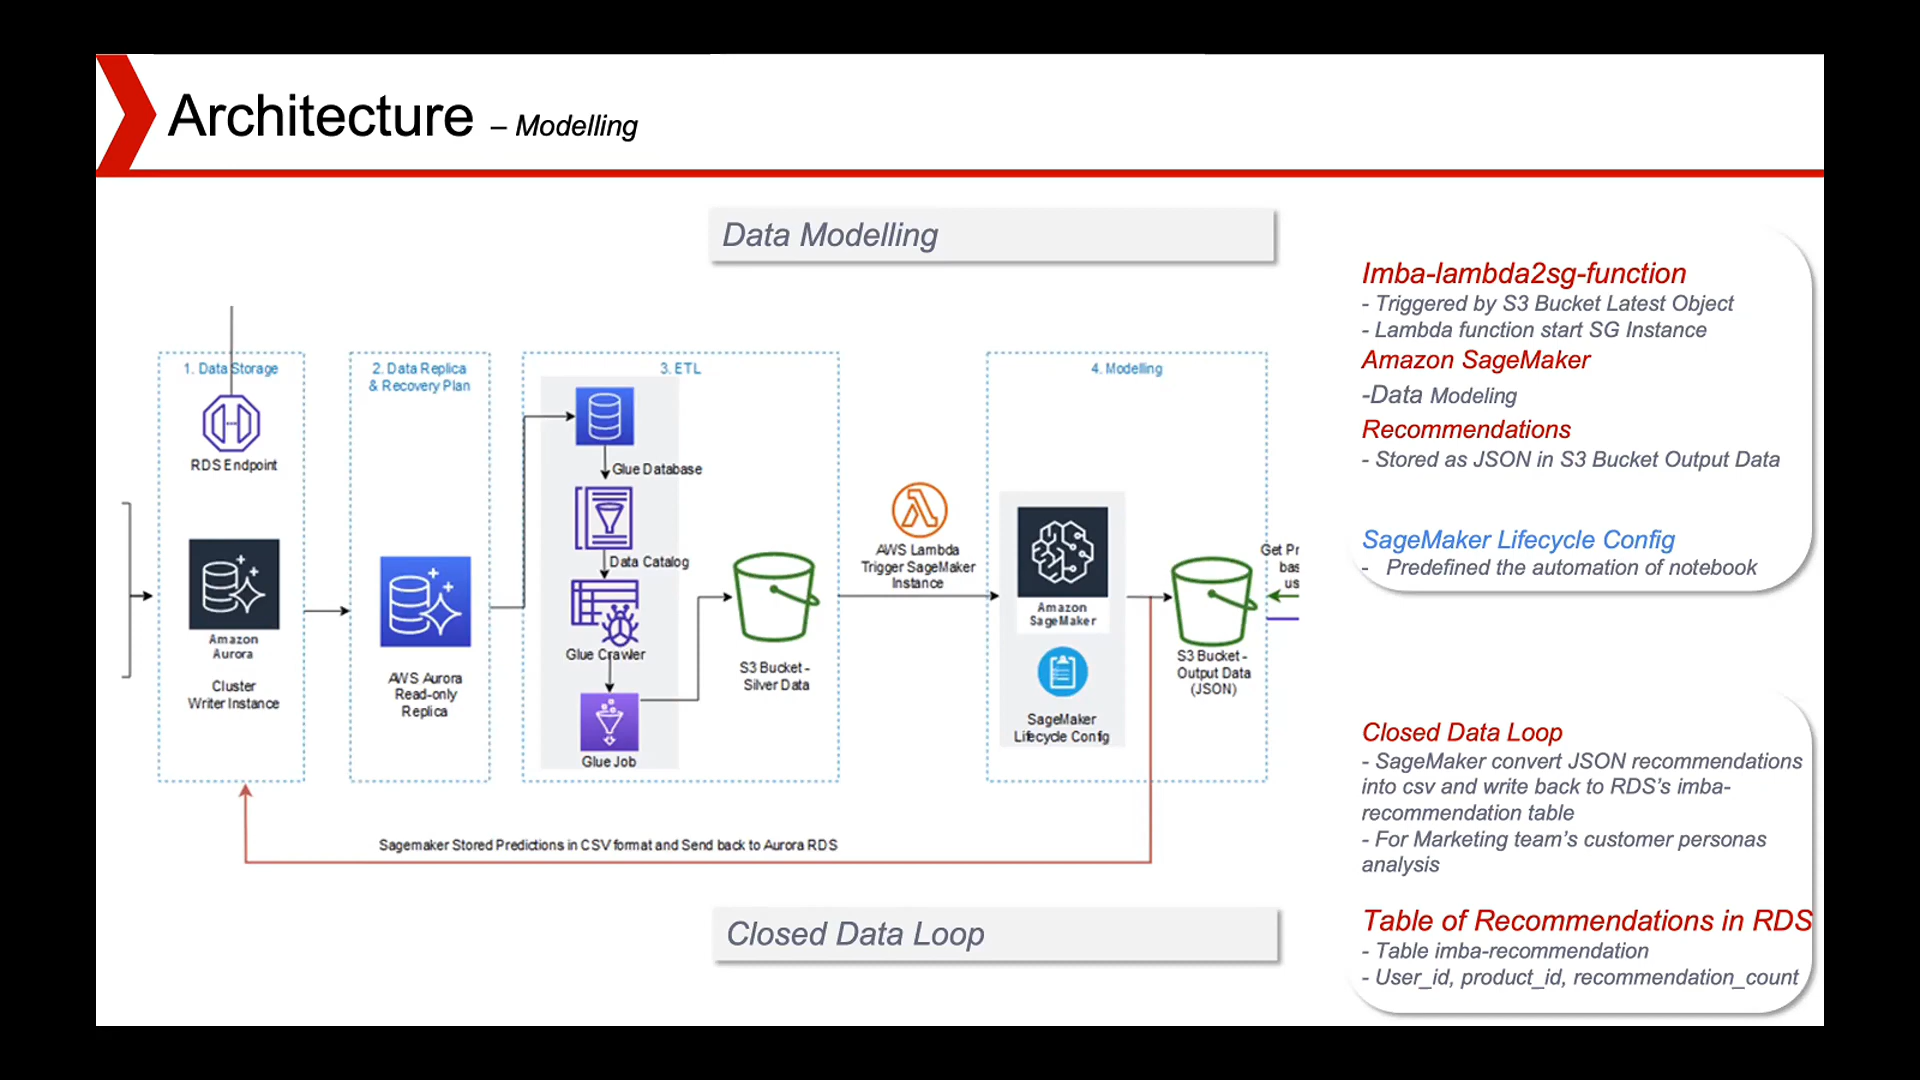 Architecture – Modelling
Data Modelling
1. Data Storage
RDS Endpoint
Amazon
Aurora
Cluster
Writer Instance
2. Data Replica
& Recovery Plan
AWS Aurora
Read-only
Replica
3. ETL
Glue Database
Data Catalog
Glue Crawler
Glue Job
S3 Bucket -
Silver Data
AWS Lambda
Trigger SageMaker
Instance
4. Modelling
Amazon
SageMaker
SageMaker
Lifecycle Config
S3 Bucket -
Output Data
(JSON)
Get Pr
bas
us
Sagemaker Stored Predictions in CSV format and Send back to Aurora RDS
Closed Data Loop
Imba-lambda2sg-function
- Triggered by S3 Bucket Latest Object
- Lambda function start SG Instance
Amazon SageMaker
-Data Modeling
Recommendations
- Stored as JSON in S3 Bucket Output Data
SageMaker Lifecycle Config
- Predefined the automation of notebook
Closed Data Loop
- SageMaker convert JSON recommendations
into csv and write back to RDS’s imba-
recommendation table
- For Marketing team’s customer personas
analysis
Table of Recommendations in RDS
- Table imba-recommendation
- User_id, product_id, recommendation_count